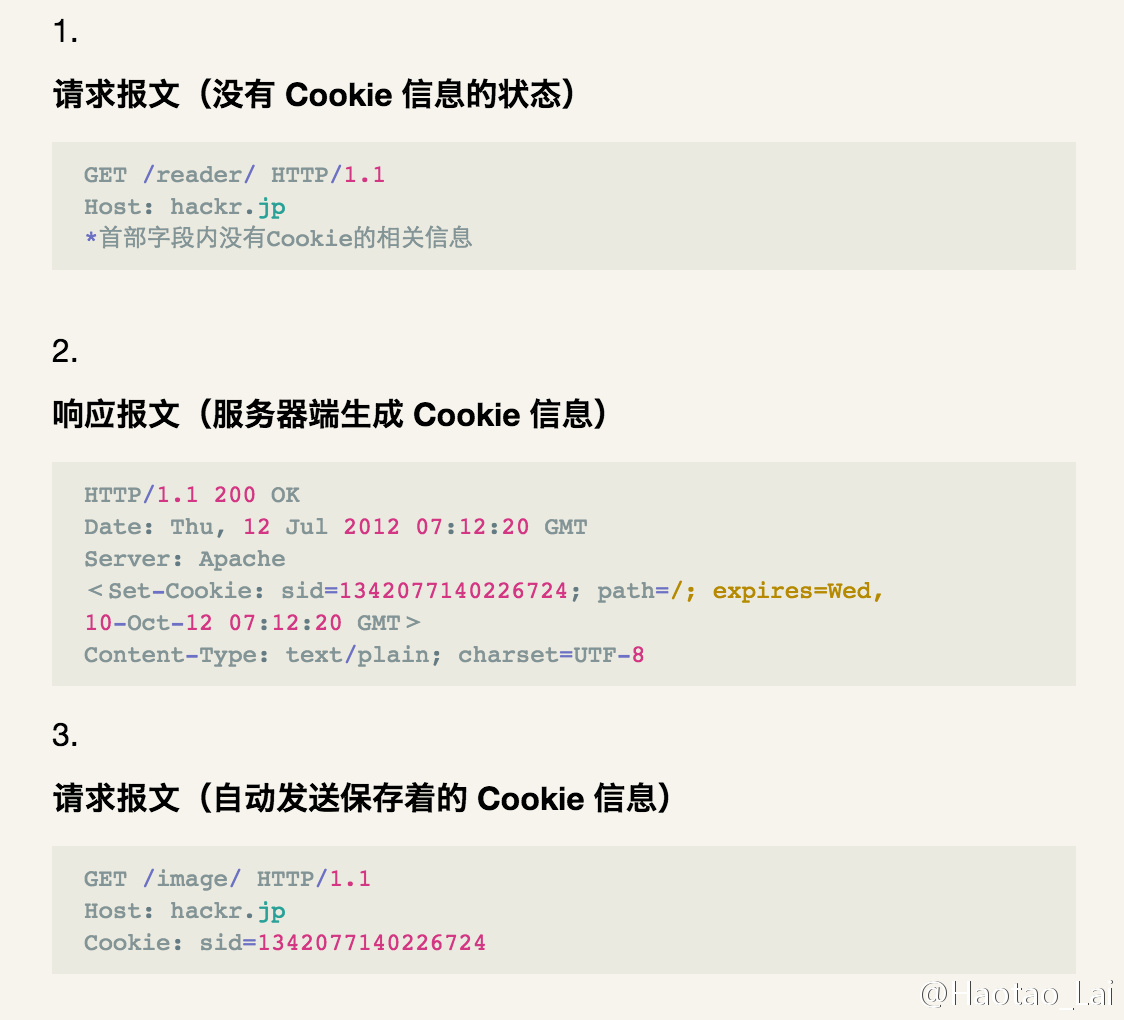 1.
请求报文（没有 Cookie 信息的状态）
GET /reader/ HTTP/1.1
Host: hackr.jp
*首部字段内没有Cookie的相关信息
2.
响应报文（服务器端生成 Cookie 信息）
HTTP/1.1 200 OK
Date: Thu, 12 Jul 2012 07:12:20 GMT
Server: Apache
＜Set-Cookie: sid=1342077140226724; path=/; expires=Wed,
10-Oct-12 07:12:20 GMT＞
Content-Type: text/plain; charset=UTF-8
3.
请求报文（自动发送保存着的 Cookie 信息）
GET /image/ HTTP/1.1
Host: hackr.jp
Cookie: sid=1342077140226724
@Haotao_Lai